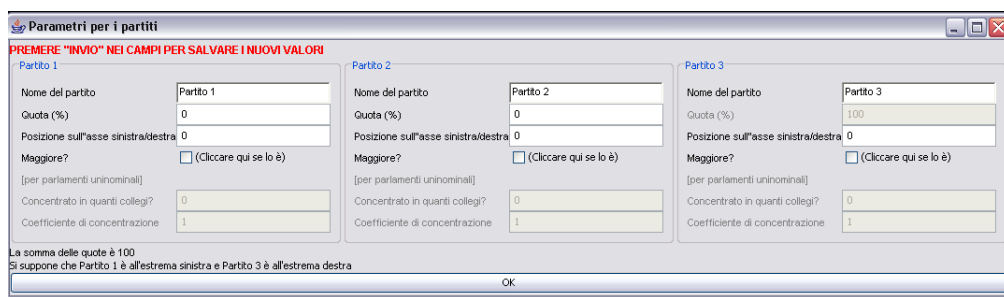 Parametri per i partiti
PREMERE "INVIO" NEI CAMPI PER SALVARE I NUOVI VALORI
Partito 1
Nome del partito Partito 1
Quota (%) 0
Posizione sull"asse sinistra/destra 0
Maggiore? (Cliccare qui se lo è)
[per parlamenti uninominali]
Concentrato in quanti collegi? 0
Coefficiente di concentrazione 1
Partito 2
Nome del partito Partito 2
Quota (%) 0
Posizione sull"asse sinistra/destra 0
Maggiore? (Cliccare qui se lo è)
[per parlamenti uninominali]
Concentrato in quanti collegi? 0
Coefficiente di concentrazione 1
Partito 3
Nome del partito Partito 3
Quota (%) 100
Posizione sull"asse sinistra/destra 0
Maggiore? (Cliccare qui se lo è)
[per parlamenti uninominali]
Concentrato in quanti collegi? 0
Coefficiente di concentrazione 1
La somma delle quote è 100
Si suppone che Partito 1 è all'estrema sinistra e Partito 3 è all'estrema destra
OK